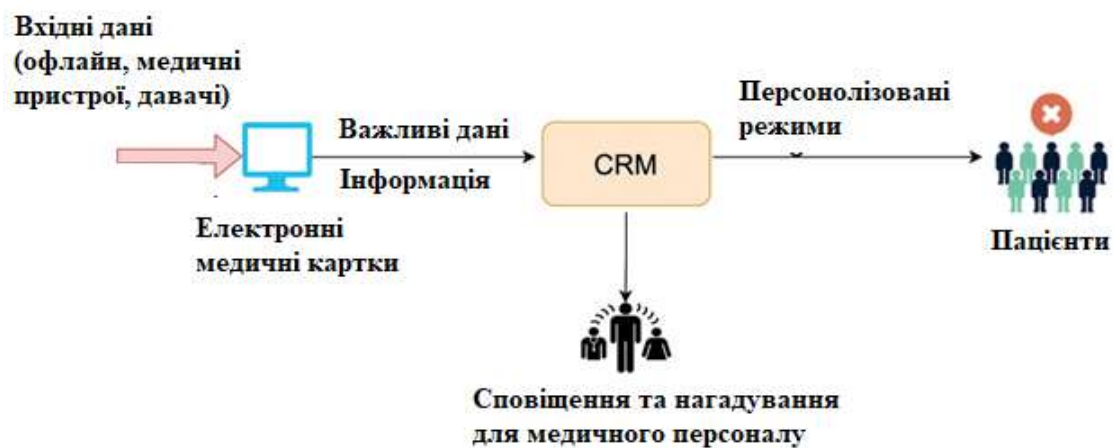 Вхідні дані
(офлайн, медичні
пристрої, давачі)
Важливі дані
Інформація
Електронні
медичні картки
CRM
Персонолізовані
режими
Пацієнти
Сповіщення та нагадування
для медичного персоналу